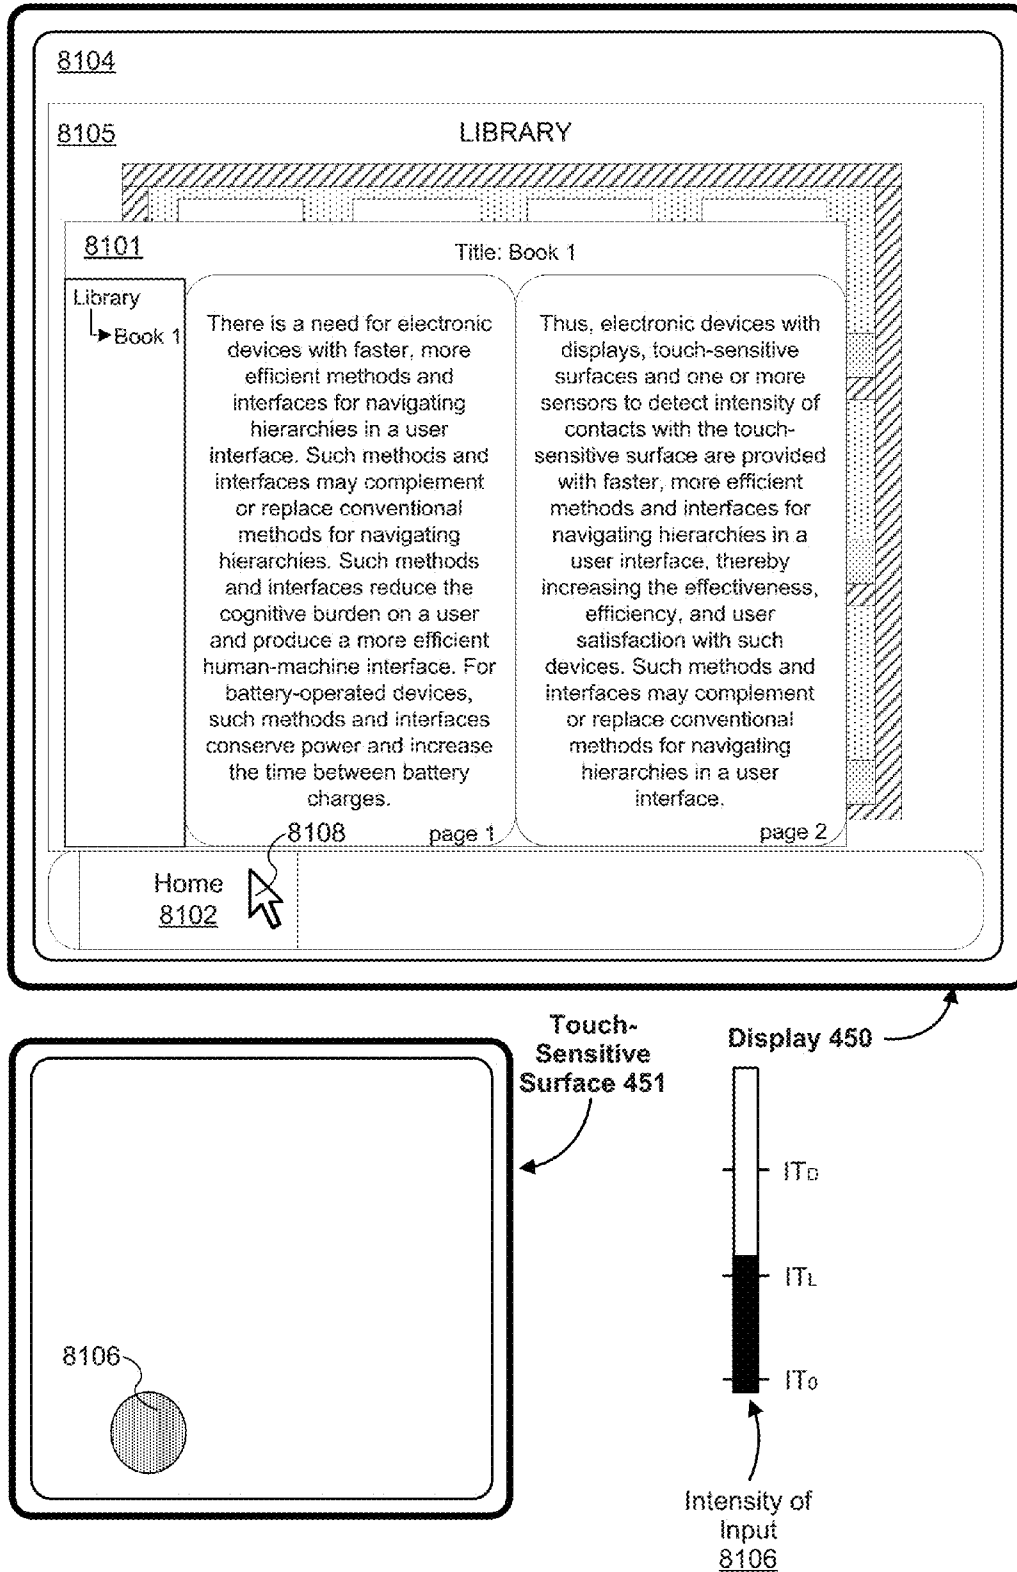 8104
8105
LIBRARY
8101
Title: Book 1
Library
Book 1
There is a need for electronic
devices with faster, more
efficient methods and
interfaces for navigating
hierarchies in a user
interface. Such methods and
interfaces may complement
or replace conventional
methods for navigating
hierarchies. Such methods
and interfaces reduce the
cognitive burden on a user
and produce a more efficient
human-machine interface. For
battery-operated devices,
such methods and interfaces
conserve power and increase
the time between battery
charges.
page 1
Thus, electronic devices with
displays, touch-sensitive
surfaces and one or more
sensors to detect intensity of
contacts with the touch-
sensitive surface are provided
with faster, more efficient
methods and interfaces for
navigating hierarchies in a
user interface, thereby
increasing the effectiveness,
efficiency, and user
satisfaction with such
devices. Such methods and
interfaces may complement
or replace conventional
methods for navigating
hierarchies in a user
interface.
page 2
8108
Home
8102
Touch-
Sensitive
Surface 451
Display 450
ITD
ITL
IT0
8106
Intensity of
Input
8106